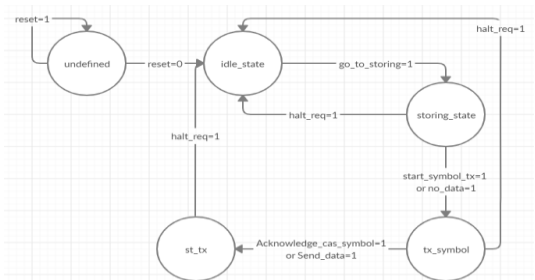 reset=1
halt_req=1
undefined
reset=0
idle_state
go_to_storing=1
halt_req=1
storing_state
halt_req=1
start_symbol_tx=1
or no_data=1
st_tx
Acknowledge_cas_symbol=1
or Send_data=1
tx_symbol